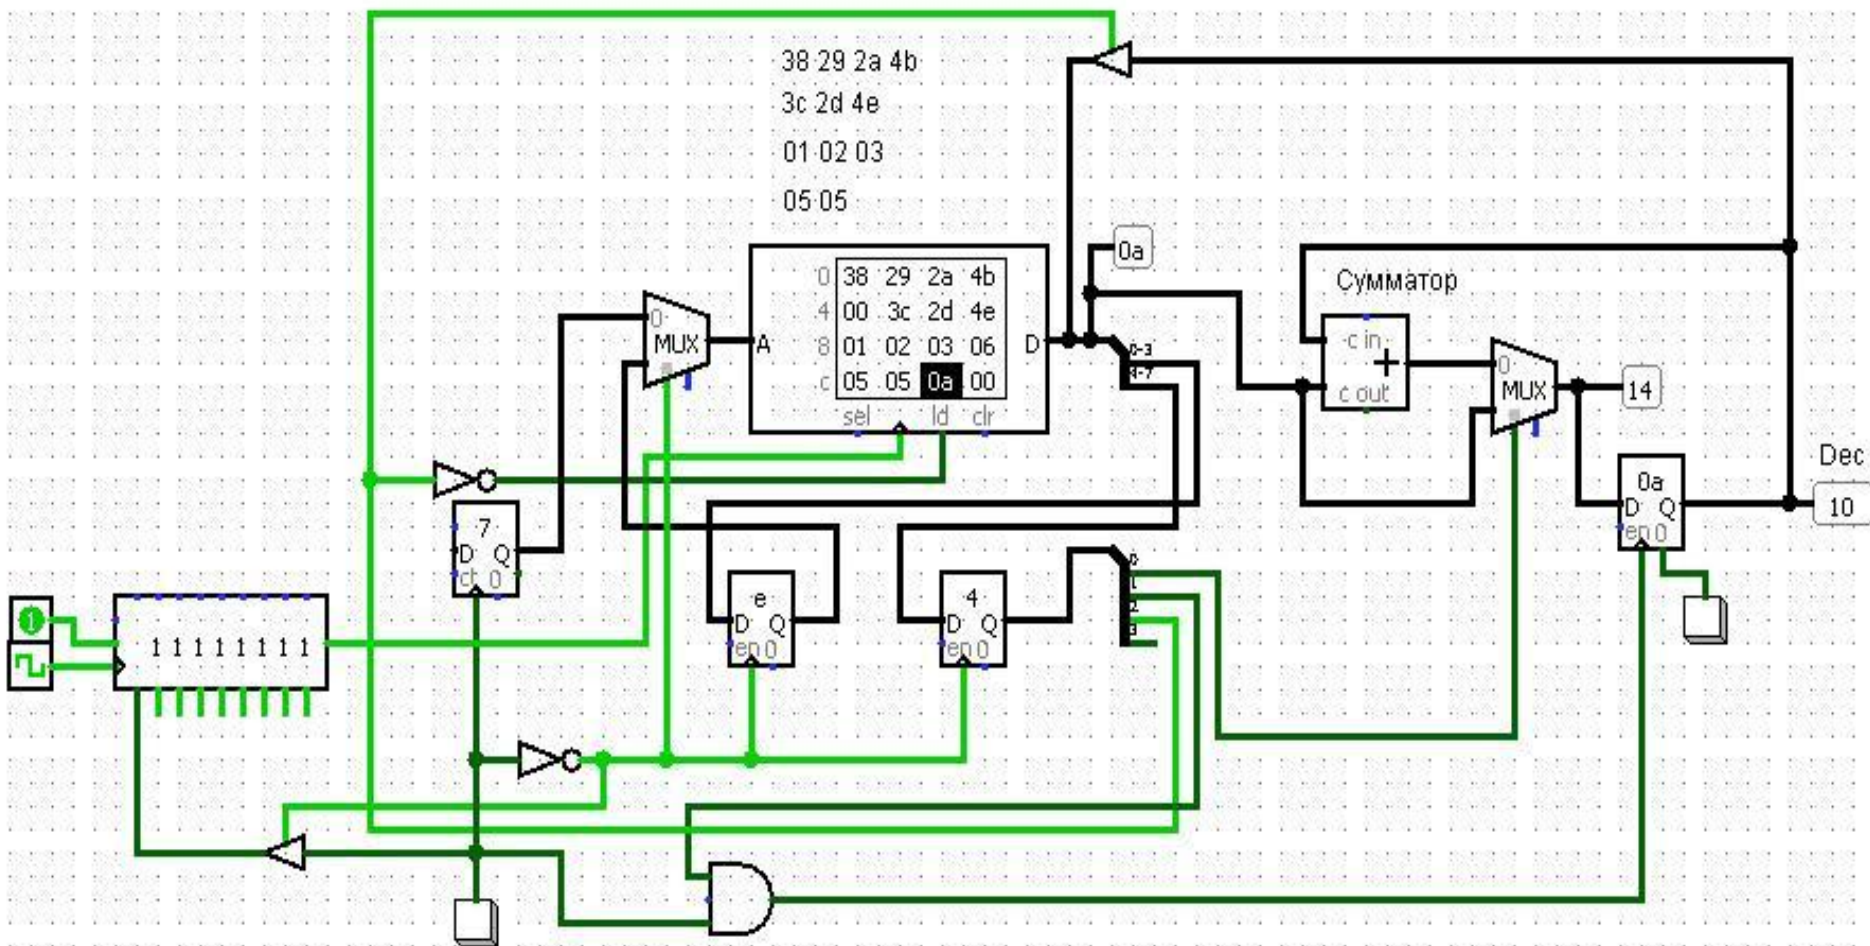 38 29 2a 4b
3c 2d 4e
01 02 03
05 05
0a
0 38 29 2a 4b
4 00 3c 2d 4e
8 01 02 03 06
c 05 05 0a 00
A
D
sel ld clr
0
MUX
0-3
4-7
Сумматор
c in
+
c out
0
MUX
14
Dec
10
0a
D Q
en 0
7
D Q
ct 0
e
D Q
en 0
4
D Q
en 0
0
1
2
3
1
1 1 1 1 1 1 1 1